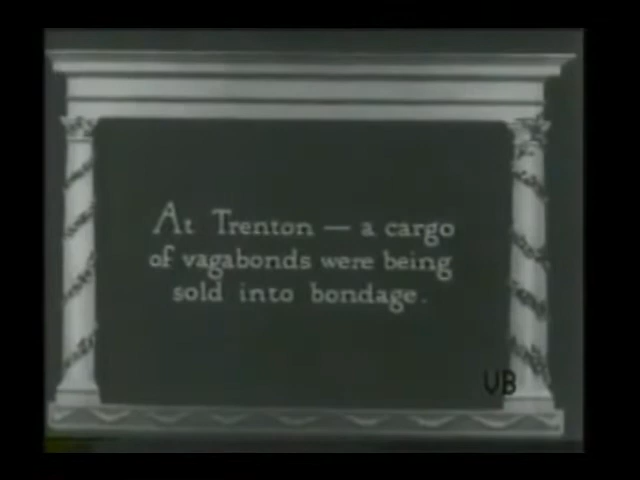 At Trenton — a cargo
of vagabonds were being
sold into bondage.
VB